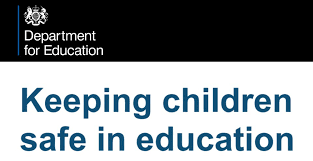 Department
for Education
Keeping children
safe in education